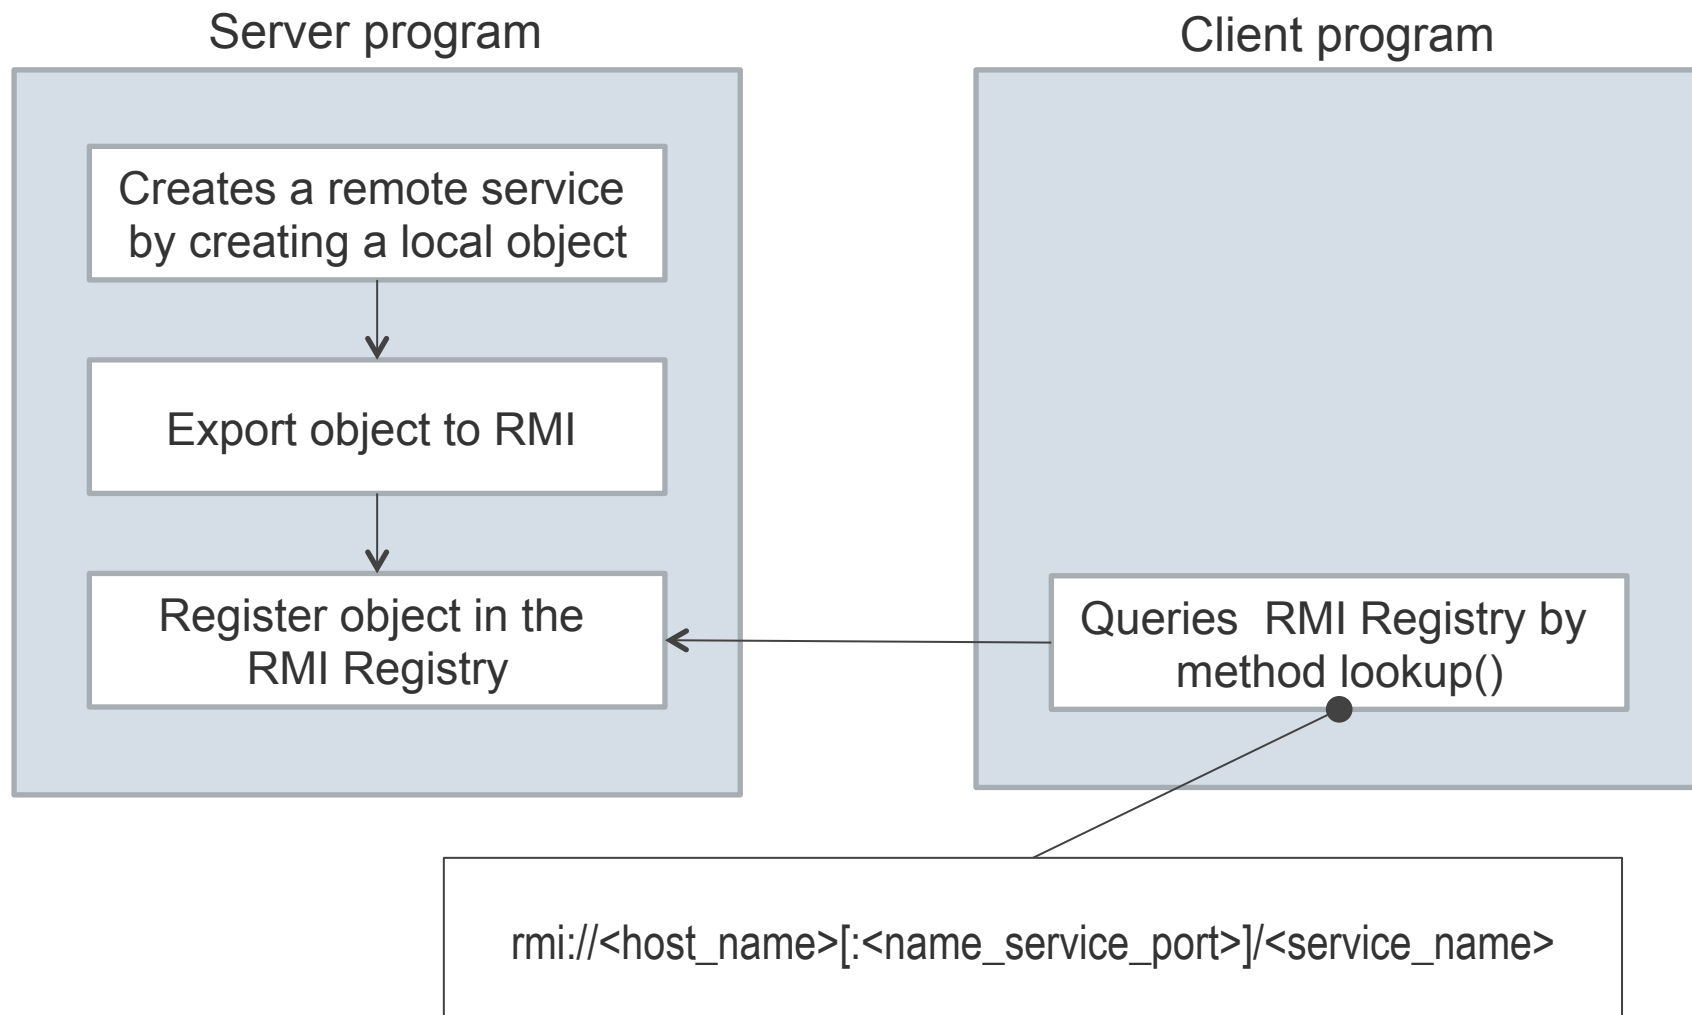 Server program
Client program
Creates a remote service
by creating a local object
Export object to RMI
Register object in the
RMI Registry
Queries  RMI Registry by
method lookup()
rmi://<host_name>[:<name_service_port>]/<service_name>